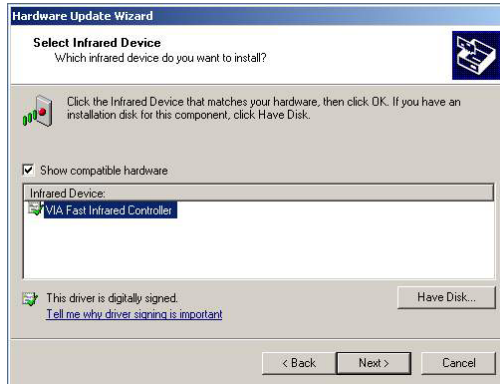 Hardware Update Wizard
Select Infrared Device
Which infrared device do you want to install?
Click the Infrared Device that matches your hardware, then click OK. If you have an
installation disk for this component, click Have Disk.
Show compatible hardware
Infrared Device:
VIA Fast Infrared Controller
This driver is digitally signed.
Have Disk...
Tell me why driver signing is important
< Back
Next >
Cancel